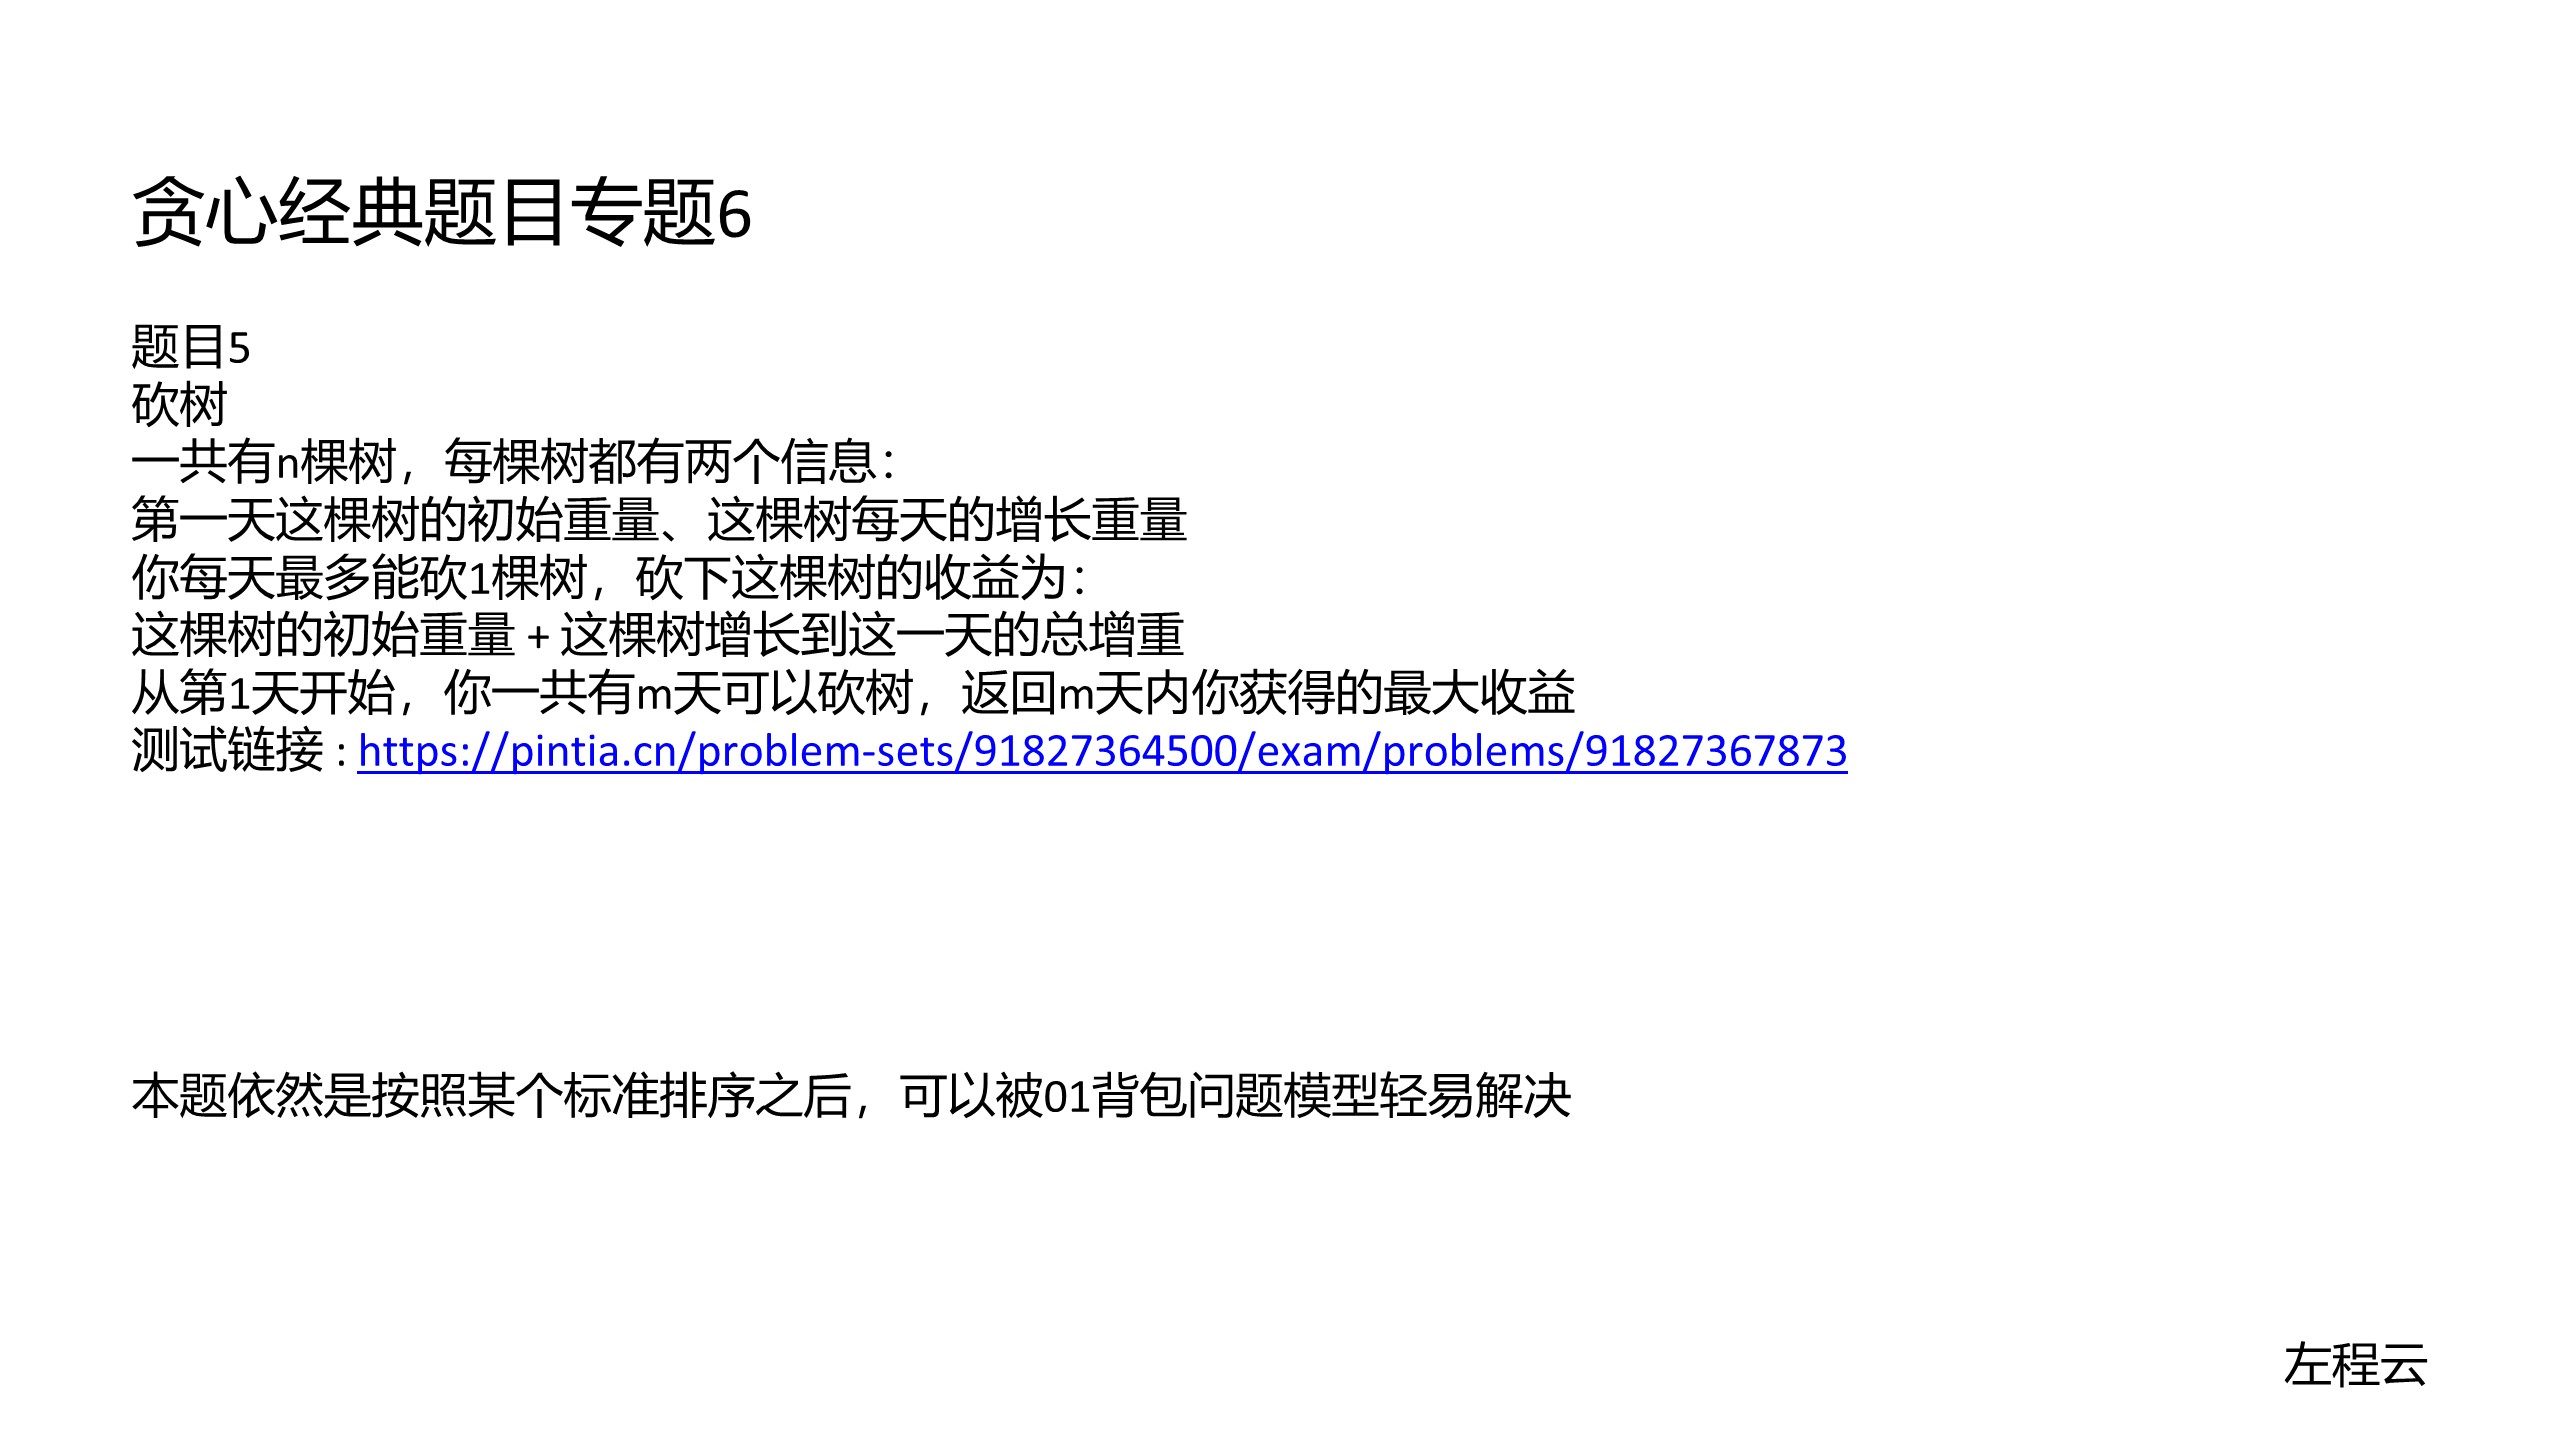 贪心经典题目专题6
题目5
砍树
一共有n棵树，每棵树都有两个信息：
第一天这棵树的初始重量、这棵树每天的增长重量
你每天最多能砍1棵树，砍下这棵树的收益为：
这棵树的初始重量 + 这棵树增长到这一天的总增重
从第1天开始，你一共有m天可以砍树，返回m天内你获得的最大收益
测试链接 : https://pintia.cn/problem-sets/91827364500/exam/problems/91827367873
本题依然是按照某个标准排序之后，可以被01背包问题模型轻易解决
左程云